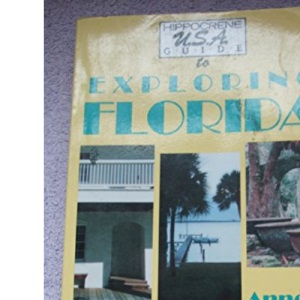 HIPPOCRENE
U.S.A.
GUIDE
to
EXPLORING
FLORIDA